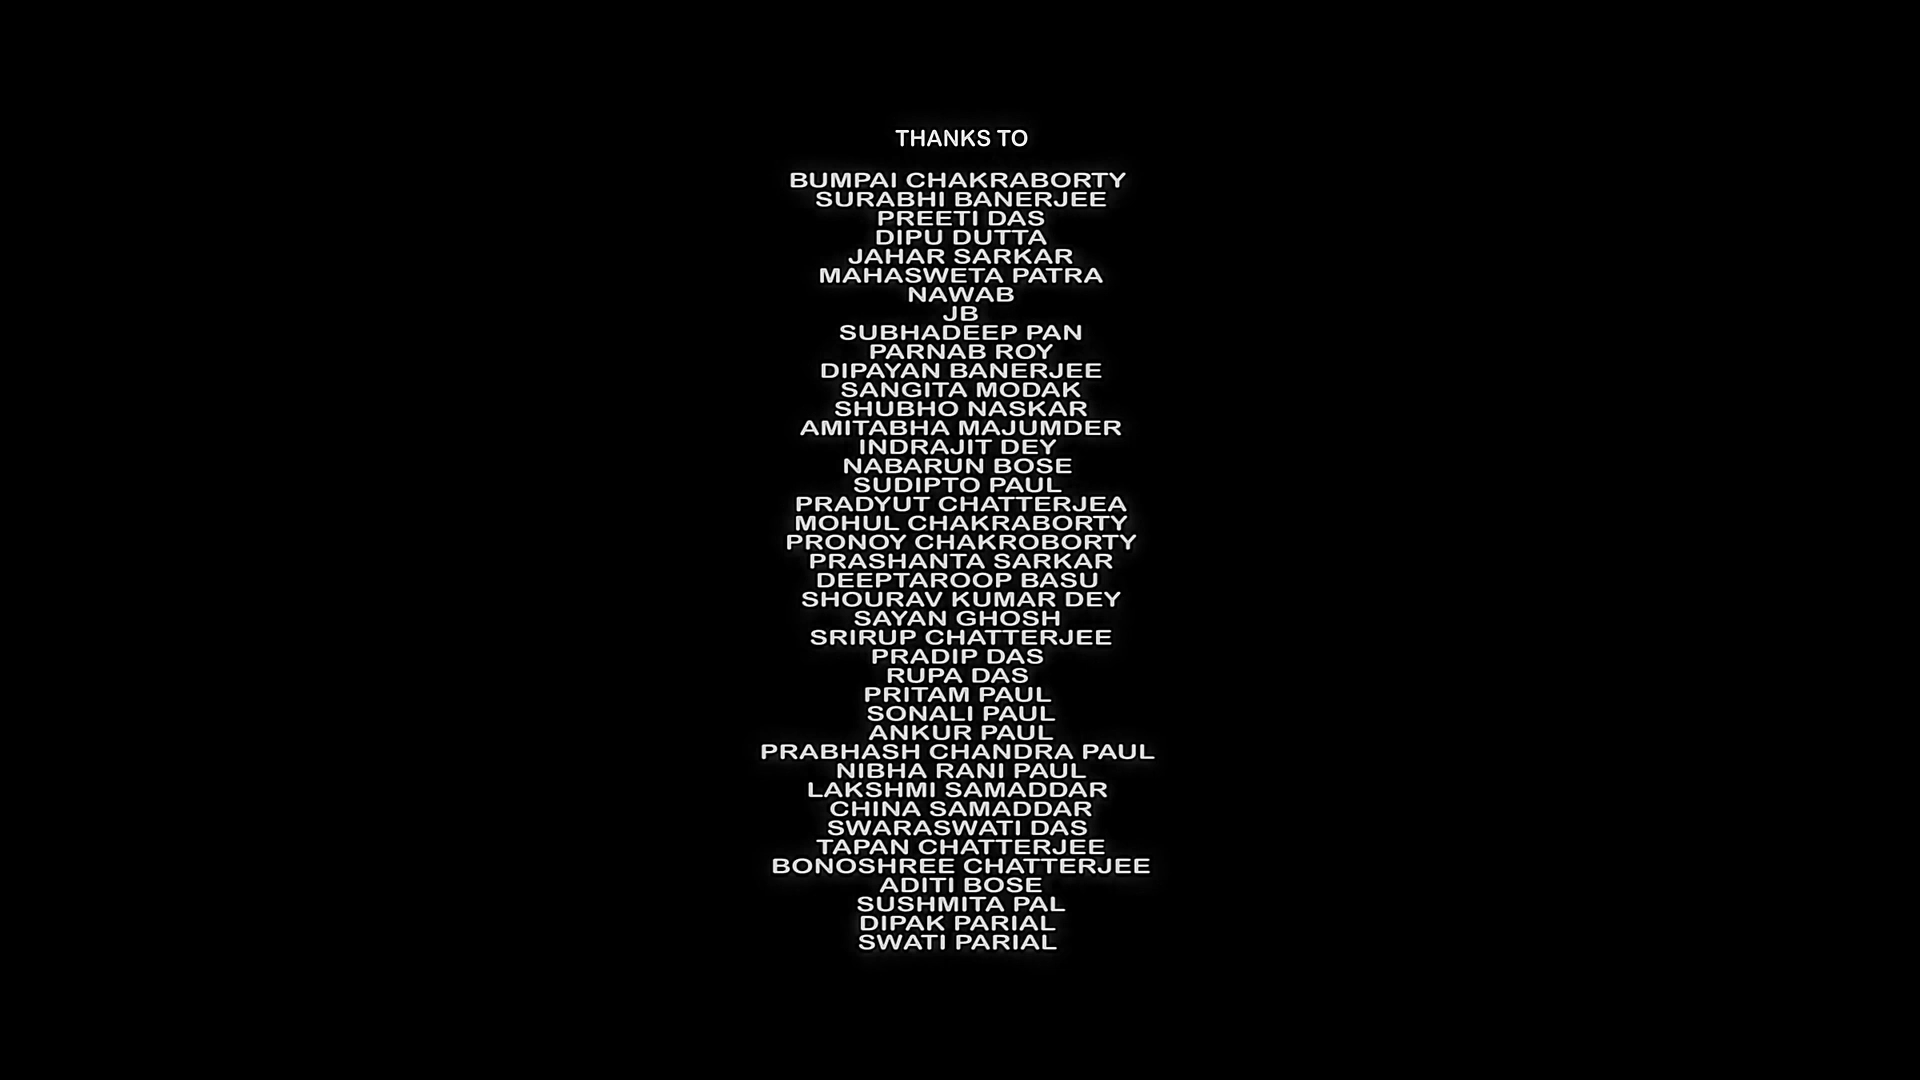 THANKS TO
BUMPAI CHAKRABORTY
SURABHI BANERJEE
PREETI DAS
DIPU DUTTA
JAHAR SARKAR
MAHASWETA PATRA
NAWAB
JB
SUBHADEEP PAN
PARNAB ROY
DIPAYAN BANERJEE
SANGITA MODAK
SHUBHO NASKAR
AMITABHA MAJUMDER
INDRAJIT DEY
NABARUN BOSE
SUDIPTO PAUL
PRADYUT CHATTERJEA
MOHUL CHAKRABORTY
PRONOY CHAKROBORTY
PRASHANTA SARKAR
DEEPTAROOP BASU
SHOURAV KUMAR DEY
SAYAN GHOSH
SRIRUP CHATTERJEE
PRADIP DAS
RUPA DAS
PRITAM PAUL
SONALI PAUL
ANKUR PAUL
PRABHASH CHANDRA PAUL
NIBHA RANI PAUL
LAKSHMI SAMADDAR
CHINA SAMADDAR
SWARASWATI DAS
TAPAN CHATTERJEE
BONOSHREE CHATTERJEE
ADITI BOSE
SUSHMITA PAL
DIPAK PARIAL
SWATI PARIAL